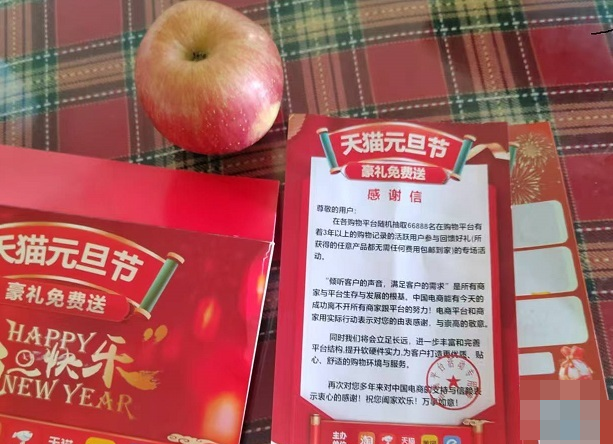 天猫元旦节
豪礼免费送
HAPPY
快乐
NEW YEAR
天猫元旦节
豪礼免费送
感谢信
尊敬的用户：
在各购物平台随机抽取66888名在购物平台有
着3年以上的购物记录的活跃用户参与回馈好礼(所
获得的任意产品都无需任何费用包邮到家)的专场活
动。
“倾听客户的声音，满足客户的需求”是所有商
家与平台生存与发展的根基，中国电商能有今天的
成功离不开所有商家跟平台的努力！电商平台和商
家用实际行动表示对您的由衷感谢，与崇高的敬意。
同时我们将会立足长远，进一步丰富和完善
平台结构,提升软硬件实力,为客户打造更优质、贴
心、舒适的购物环境与服务。
再次对您多年来对中国电商的支持与信赖表
示衷心的感谢！祝您阖家欢乐！万事如意！
主办
淘
天猫